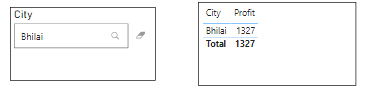 City
Bhilai
City Profit
Bhilai 1327
Total 1327